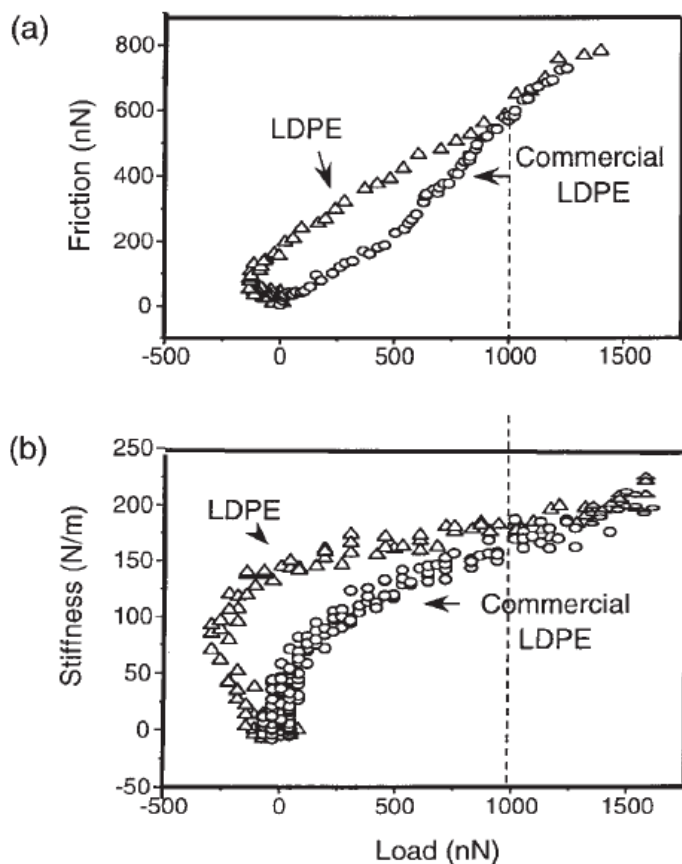 (a)
800
600
400
200
0
Friction (nN)
LDPE
Commercial
LDPE
-500
0
500
1000
1500
(b)
250
200
150
100
50
0
-50
Stiffness (N/m)
LDPE
Commercial
LDPE
-500
0
500
1000
1500
Load (nN)